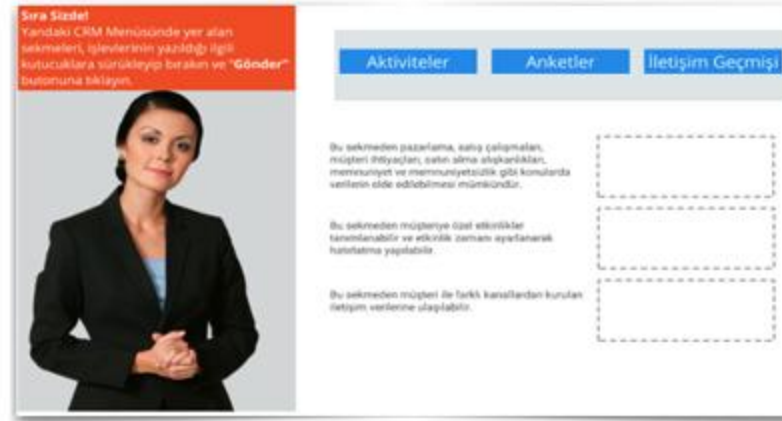 Sıra Sizde!
Yandaki CRM Menüsünde yer alan
sekmeleri, işlevlerinin yazıldığı ilgili
kutucuklara sürükleyip bırakın ve "Gönder"
butonuna tıklayın.
Aktiviteler
Anketler
İletişim Geçmişi
Bu sekmeden pazarlama, satış çalışmaları,
müşteri ihtiyaçları, satın alma alışkanlıkları,
memnuniyet ve memnuniyetsizlik gibi konularda
verilerin elde edilebilmesi mümkündür.
Bu sekmeden müşteriye özel etkinlikler
tanımlanabilir ve etkinlik zamanı ayarlanarak
hatırlatma yapılabilir.
Bu sekmeden müşteri ile farklı kanallardan kurulan
iletişim verilerine ulaşılabilir.